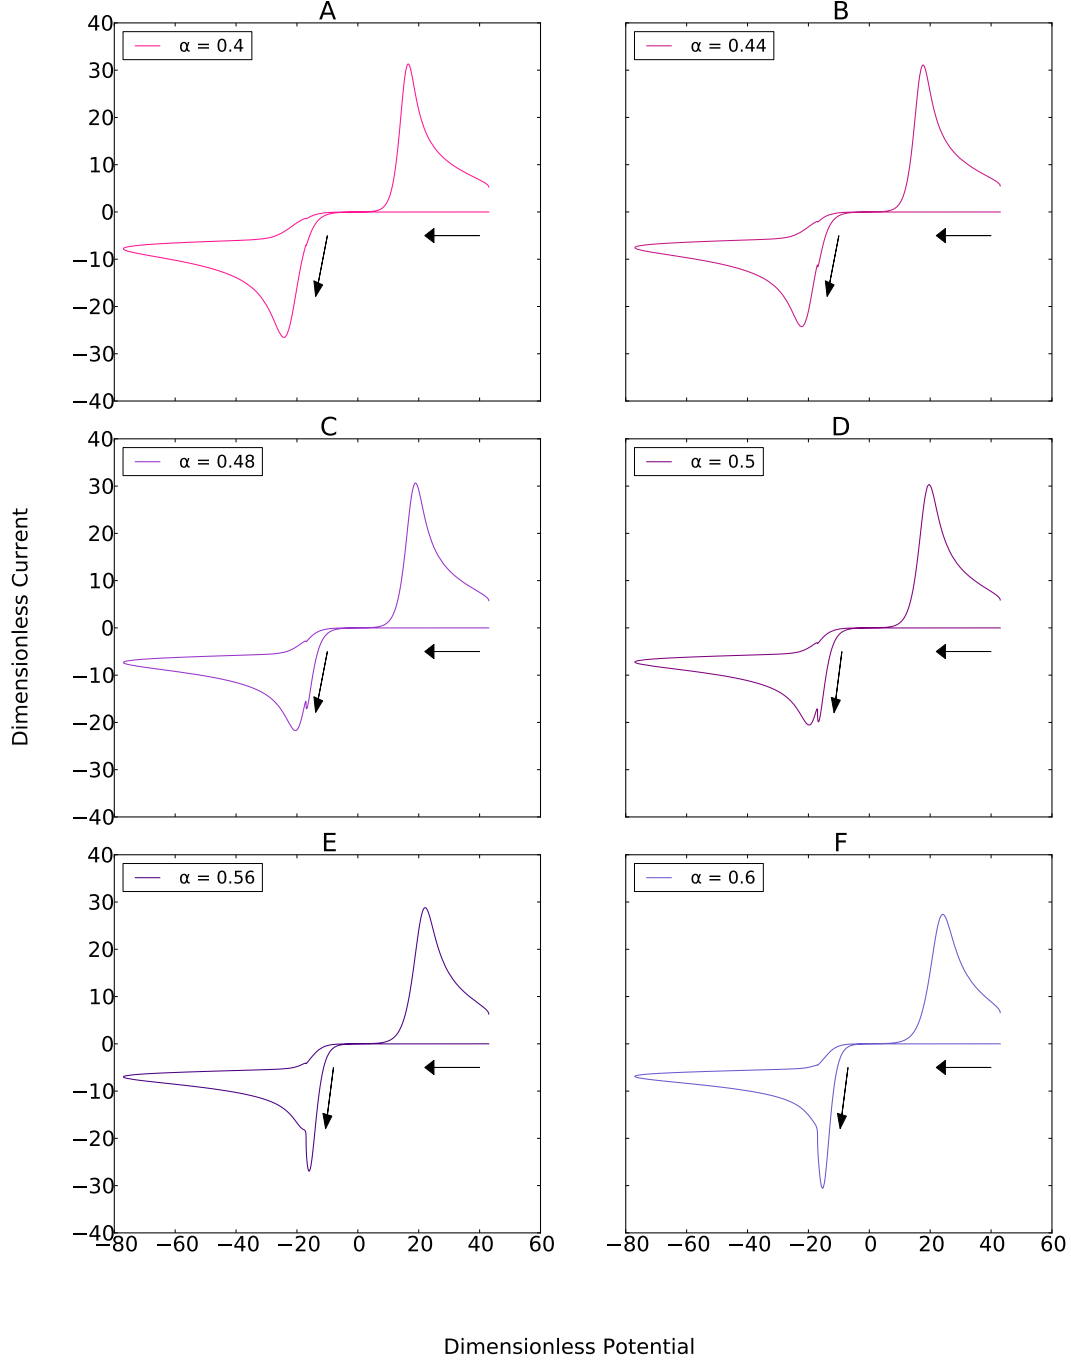 A
B
40
30
20
10
0
−10
−20
−30
−40
α = 0.4
α = 0.44
C
D
40
30
20
10
0
−10
−20
−30
−40
α = 0.48
α = 0.5
E
F
40
30
20
10
0
−10
−20
−30
−40
α = 0.56
α = 0.6
−80 −60 −40 −20 0 20 40 60
−80 −60 −40 −20 0 20 40 60
Dimensionless Current
Dimensionless Potential